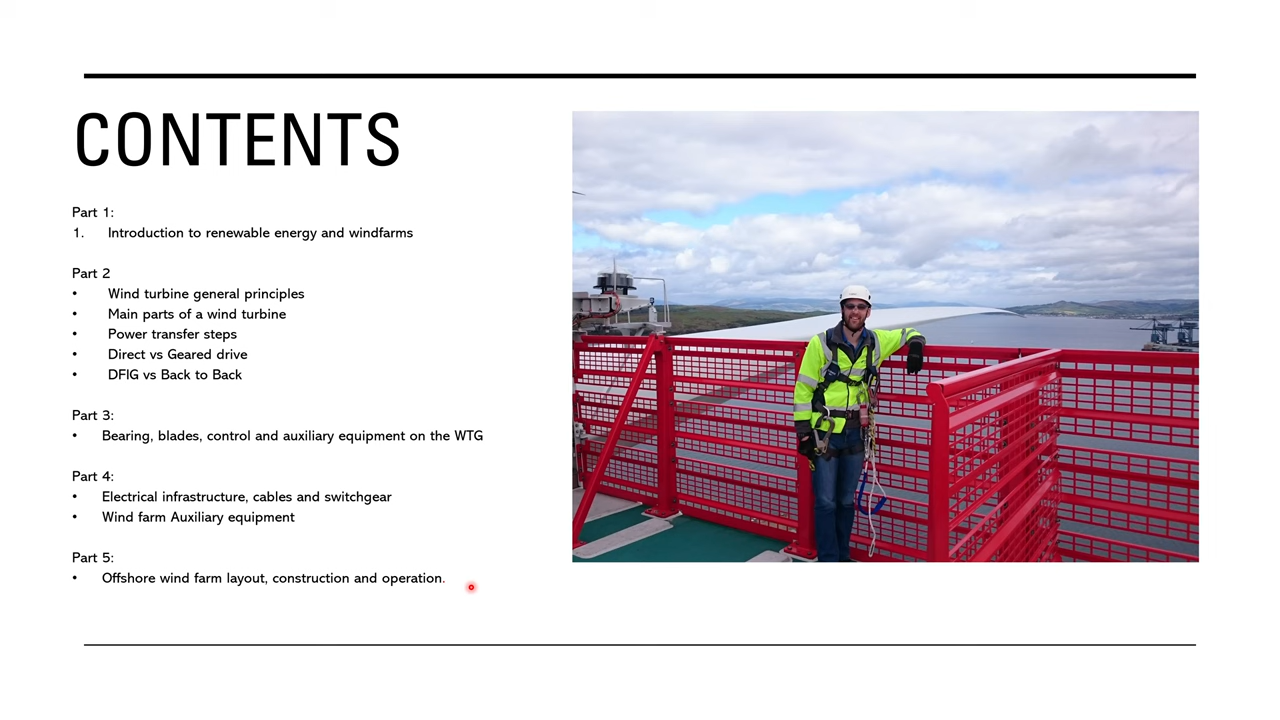 CONTENTS
Part 1:
1. Introduction to renewable energy and windfarms
Part 2
• Wind turbine general principles
• Main parts of a wind turbine
• Power transfer steps
• Direct vs Geared drive
• DFIG vs Back to Back
Part 3:
• Bearing, blades, control and auxiliary equipment on the WTG
Part 4:
• Electrical infrastructure, cables and switchgear
• Wind farm Auxiliary equipment
Part 5:
• Offshore wind farm layout, construction and operation.